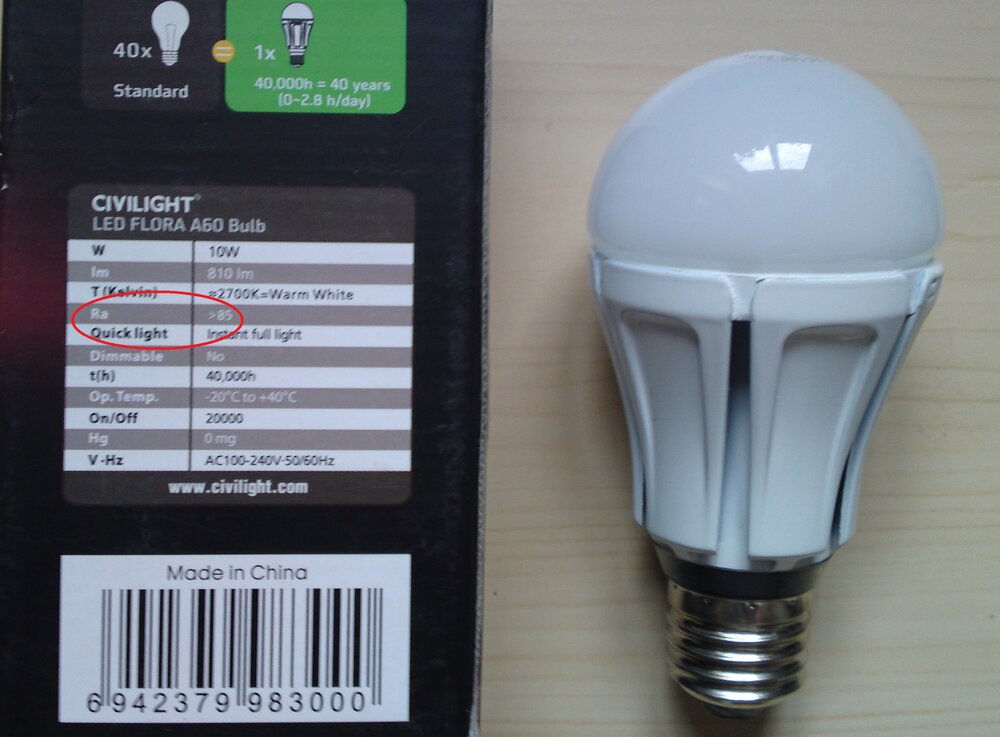 40x = 1x
Standard
40,000h = 40 years
(0~2.8 h/day)
CIVILIGHT®
LED FLORA A60 Bulb
W 10W
lm 810 lm
T (Kelvin) ≈2700K=Warm White
Ra >85
Quick light Instant full light
Dimmable No
t(h) 40,000h
Op. Temp. -20°C to +40°C
On/Off 20000
Hg 0 mg
V-Hz AC100-240V-50/60Hz
www.civilight.com
Made in China
6 942379 983000